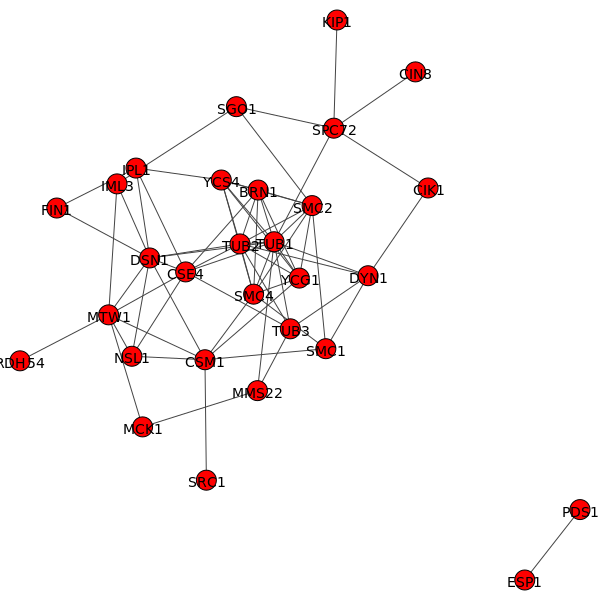 KIP1
CIN8
SGO1
SPC72
IPL1
IML3
YCS4
BRN1
CIK1
SMC2
FIN1
TUB2
TUB1
DSN1
CSE4
YCG1
DYN1
SMC4
MTW1
TUB3
SMC1
RDH54
NSL1
CSM1
MMS22
MCK1
SRC1
PDS1
ESP1